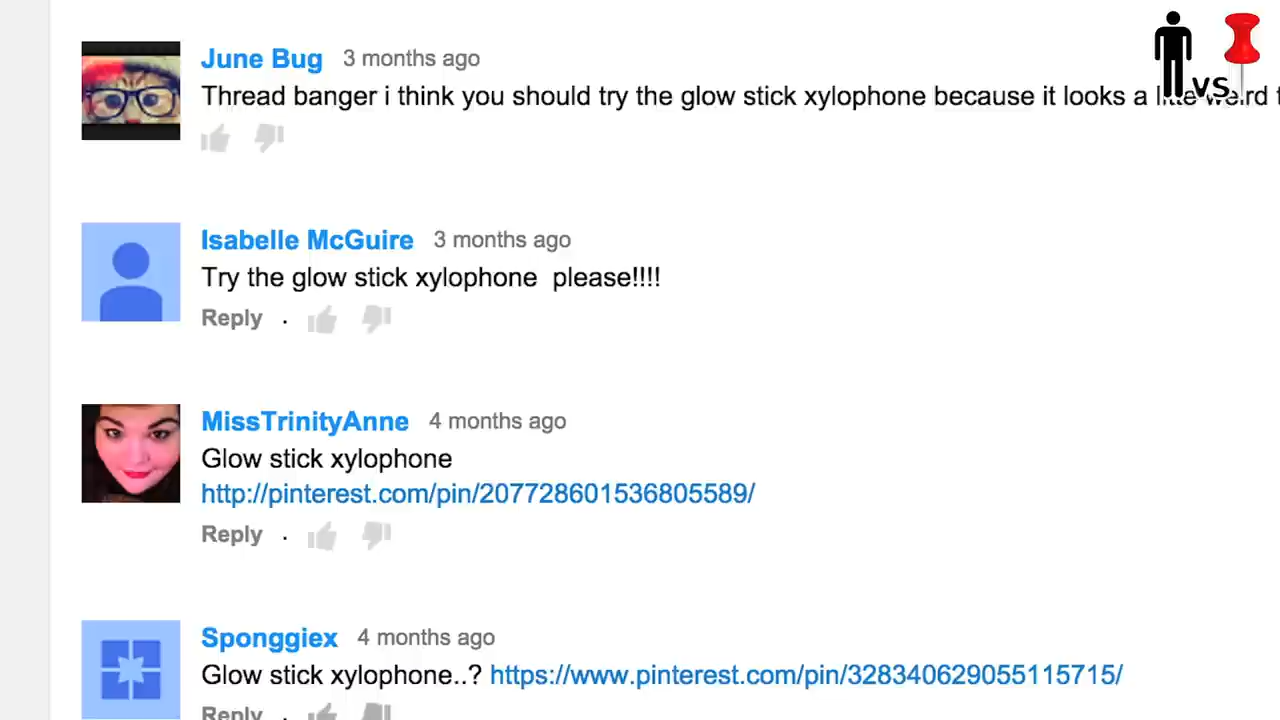 June Bug 3 months ago
Thread banger i think you should try the glow stick xylophone because it looks a weird
VS.
Isabelle McGuire 3 months ago
Try the glow stick xylophone please!!!!
Reply .
MissTrinityAnne 4 months ago
Glow stick xylophone
http://pinterest.com/pin/207728601536805589/
Reply .
Sponggiex 4 months ago
Glow stick xylophone..? https://www.pinterest.com/pin/328340629055115715/
Reply .